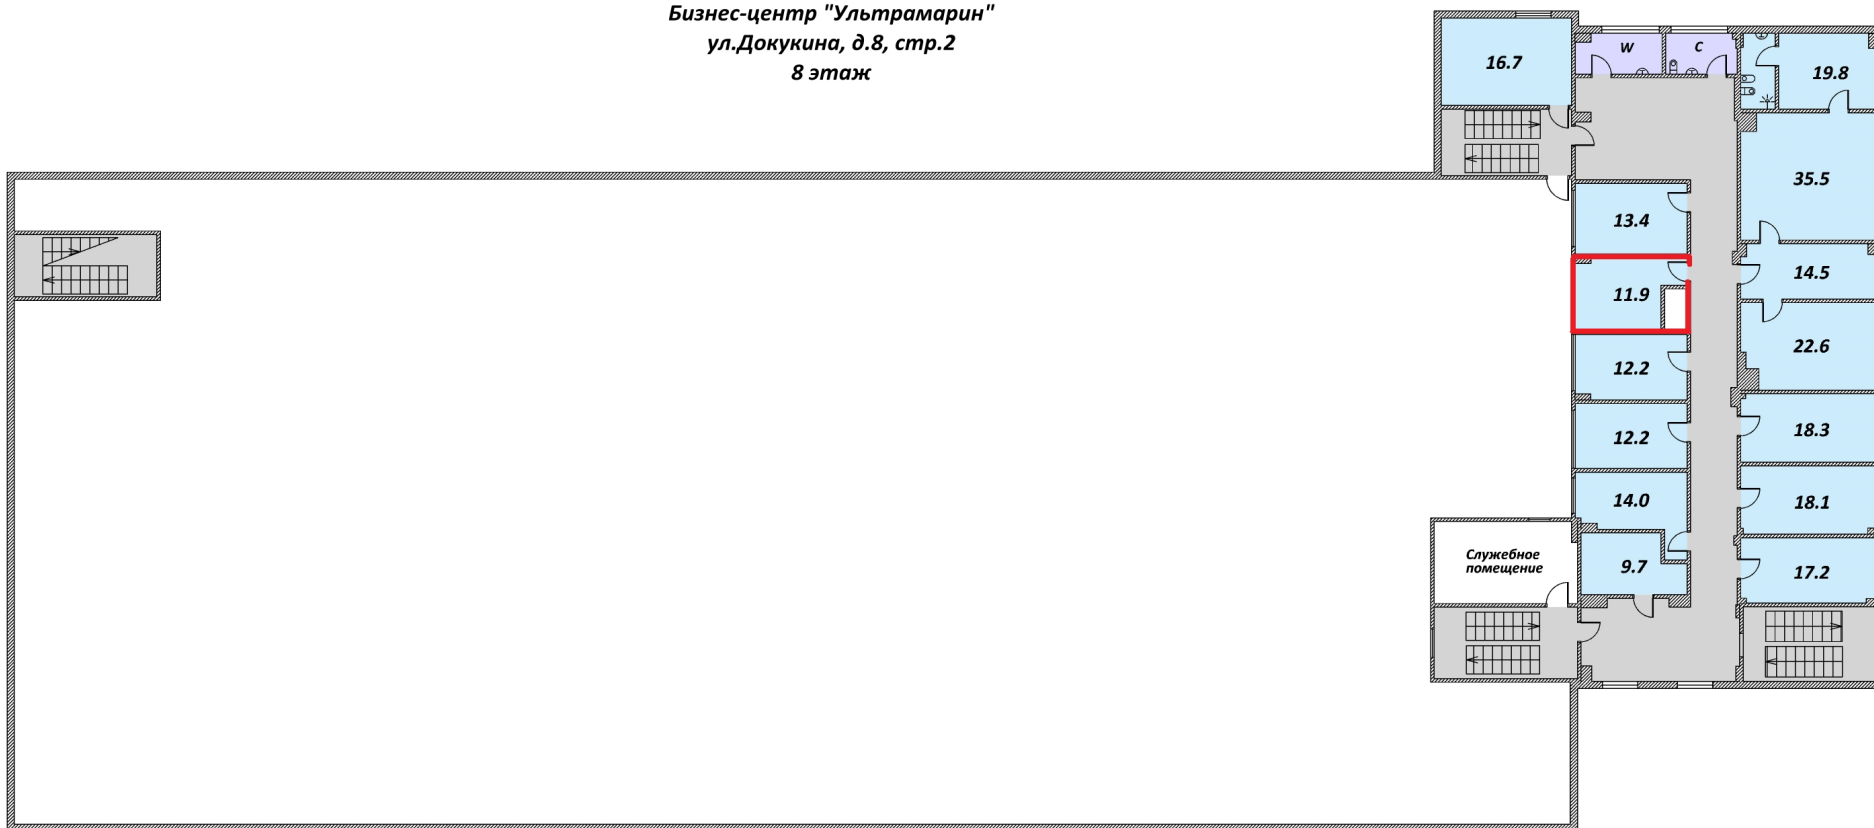 Бизнес-центр "Ультрамарин"
ул.Докукина, д.8, стр.2
8 этаж
16.7
W
C
19.8
35.5
13.4
14.5
11.9
22.6
12.2
18.3
12.2
14.0
18.1
Служебное
помещение
9.7
17.2